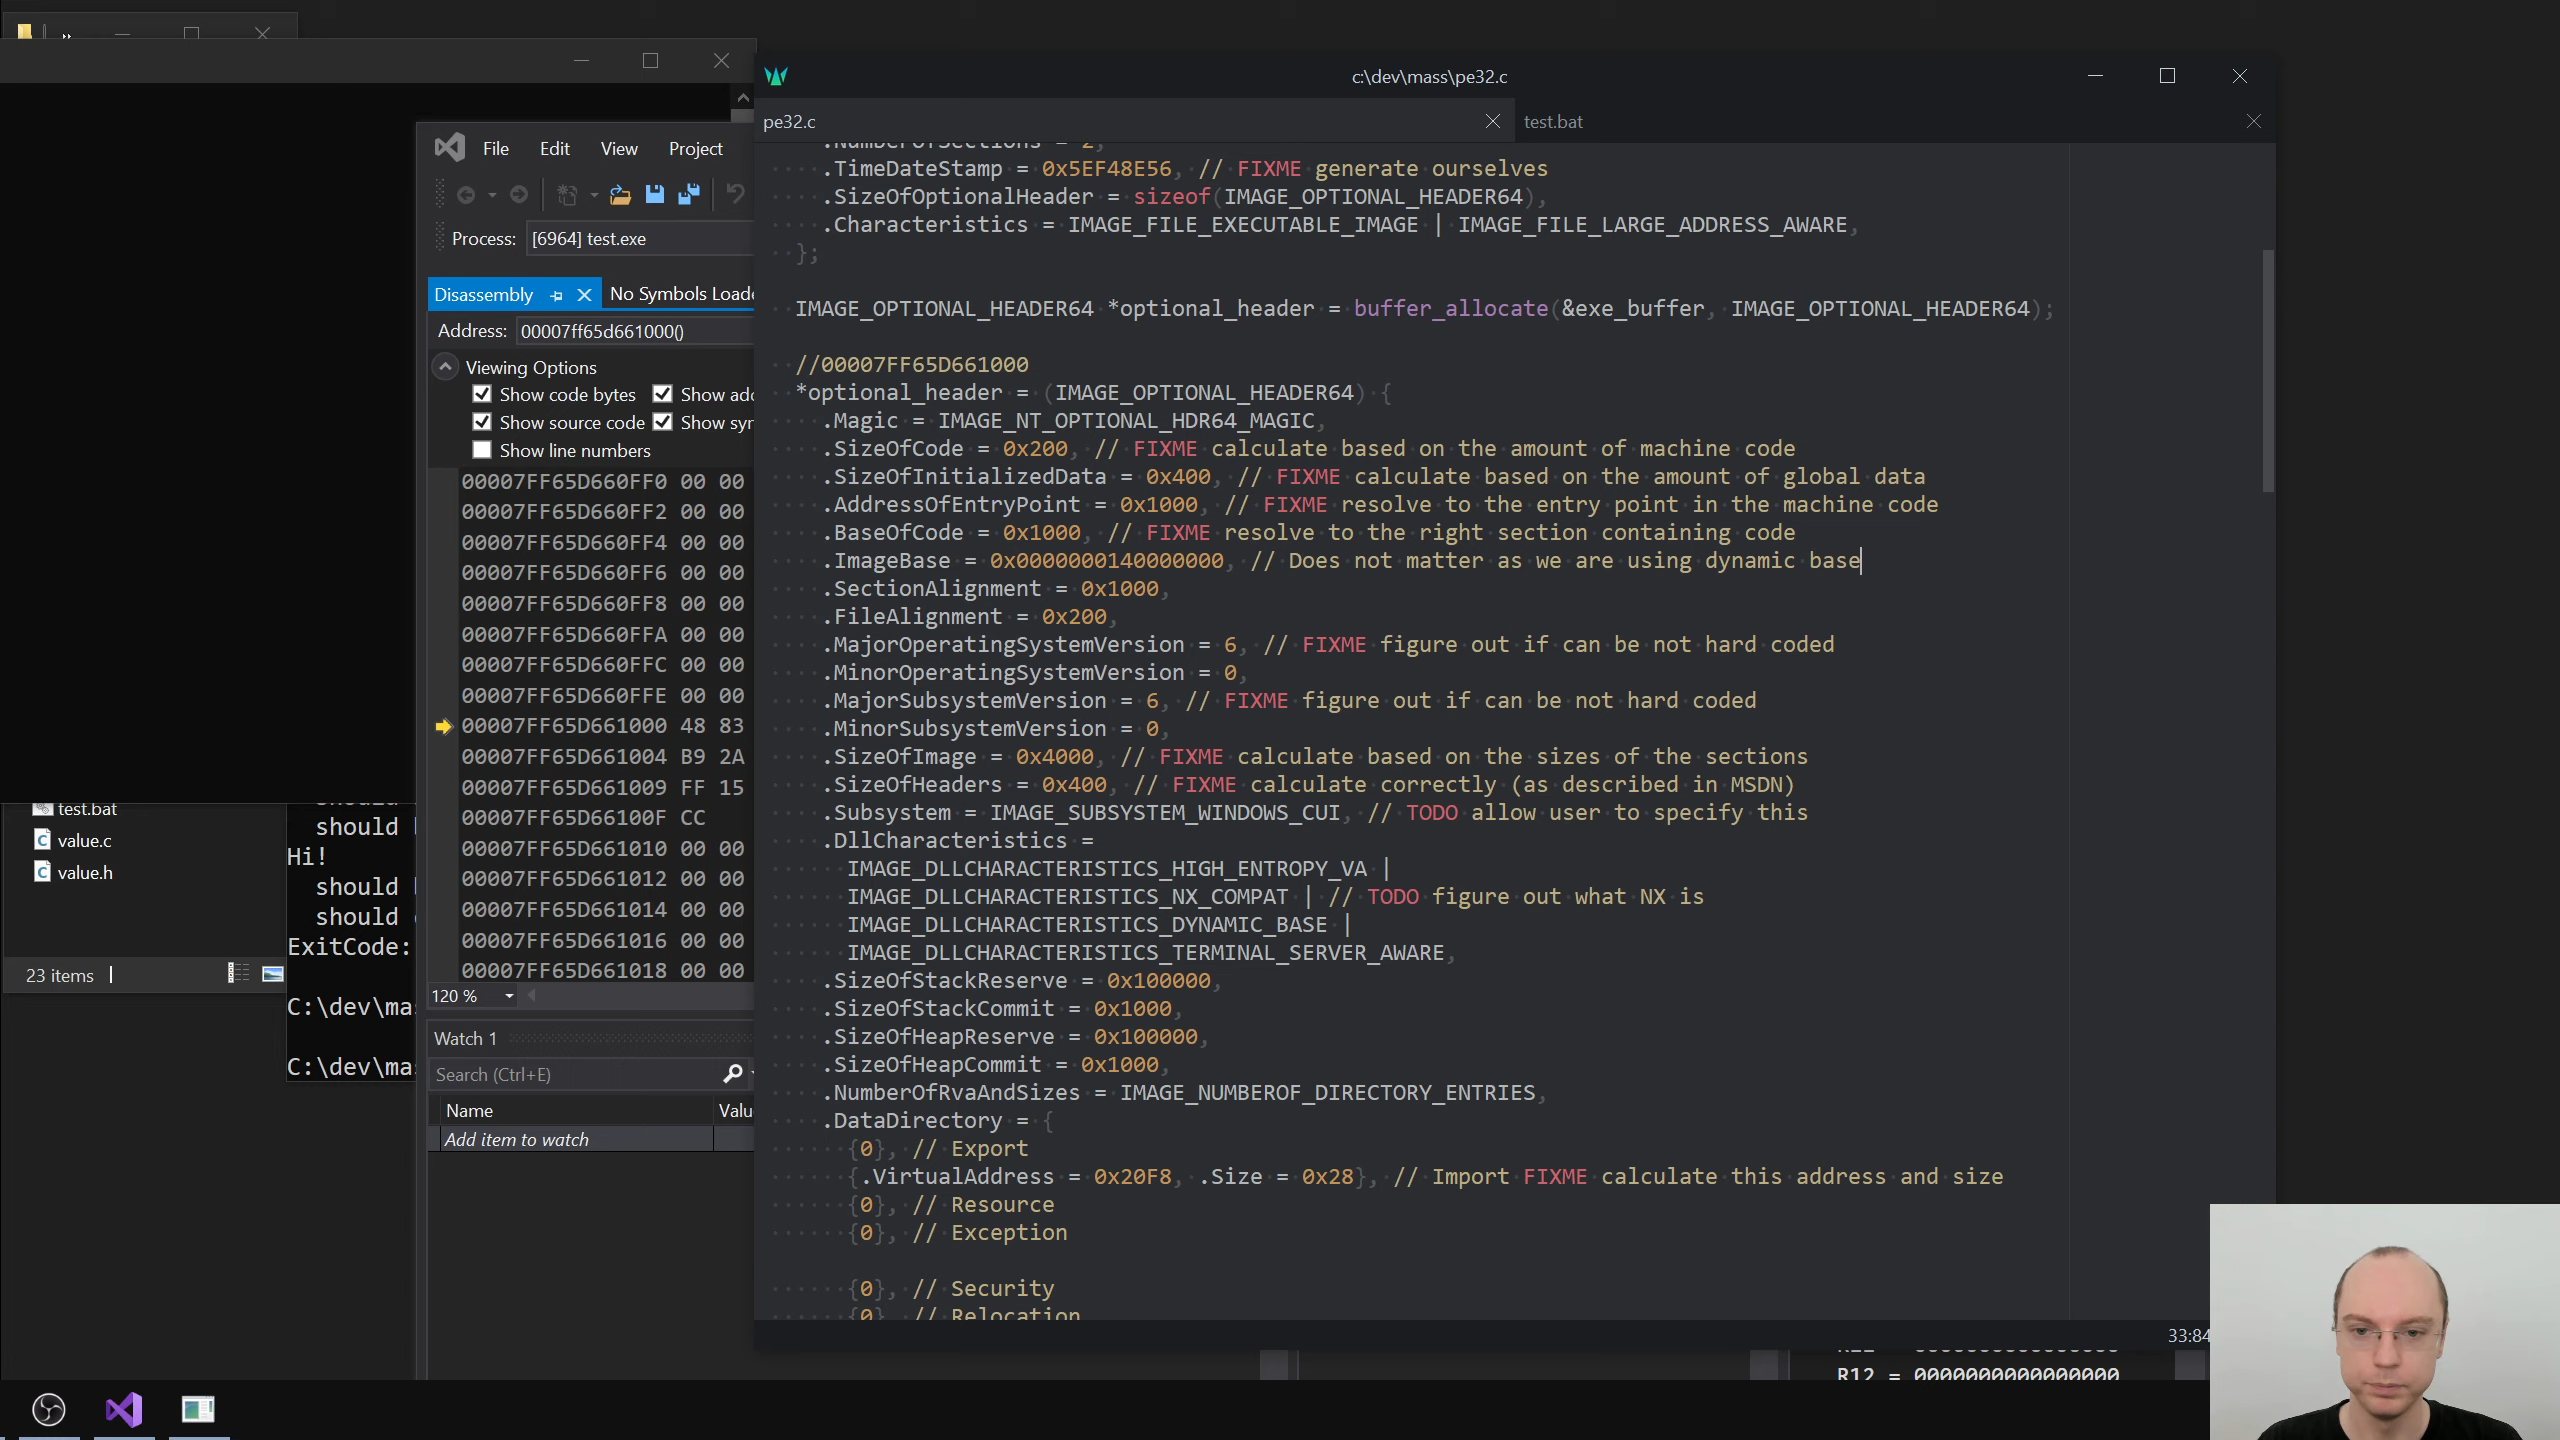 c:\dev\mass\pe32.c
pe32.c
test.bat
File Edit View Project
Process: [6964] test.exe
Disassembly
No Symbols Loade
Address: 00007ff65d661000()
Viewing Options
Show code bytes
Show add
Show source code
Show syn
Show line numbers
00007FF65D660FF0 00 00
00007FF65D660FF2 00 00
00007FF65D660FF4 00 00
00007FF65D660FF6 00 00
00007FF65D660FF8 00 00
00007FF65D660FFA 00 00
00007FF65D660FFC 00 00
00007FF65D660FFE 00 00
00007FF65D661000 48 83
00007FF65D661004 B9 2A
00007FF65D661009 FF 15
00007FF65D66100F CC
00007FF65D661010 00 00
00007FF65D661012 00 00
00007FF65D661014 00 00
00007FF65D661016 00 00
00007FF65D661018 00 00
120 %
Watch 1
Search (Ctrl+E)
Name Valu
Add item to watch
test.bat
value.c
value.h
23 items
should
Hi!
should
should
ExitCode:
C:\dev\ma
C:\dev\ma
.NumberOfSections = 2,
.TimeDateStamp = 0x5EF48E56, // FIXME generate ourselves
.SizeOfOptionalHeader = sizeof(IMAGE_OPTIONAL_HEADER64),
.Characteristics = IMAGE_FILE_EXECUTABLE_IMAGE | IMAGE_FILE_LARGE_ADDRESS_AWARE,
};
IMAGE_OPTIONAL_HEADER64 *optional_header = buffer_allocate(&exe_buffer, IMAGE_OPTIONAL_HEADER64);
//00007FF65D661000
*optional_header = (IMAGE_OPTIONAL_HEADER64) {
.Magic = IMAGE_NT_OPTIONAL_HDR64_MAGIC,
.SizeOfCode = 0x200, // FIXME calculate based on the amount of machine code
.SizeOfInitializedData = 0x400, // FIXME calculate based on the amount of global data
.AddressOfEntryPoint = 0x1000, // FIXME resolve to the entry point in the machine code
.BaseOfCode = 0x1000, // FIXME resolve to the right section containing code
.ImageBase = 0x0000000140000000, // Does not matter as we are using dynamic base
.SectionAlignment = 0x1000,
.FileAlignment = 0x200,
.MajorOperatingSystemVersion = 6, // FIXME figure out if can be not hard coded
.MinorOperatingSystemVersion = 0,
.MajorSubsystemVersion = 6, // FIXME figure out if can be not hard coded
.MinorSubsystemVersion = 0,
.SizeOfImage = 0x4000, // FIXME calculate based on the sizes of the sections
.SizeOfHeaders = 0x400, // FIXME calculate correctly (as described in MSDN)
.Subsystem = IMAGE_SUBSYSTEM_WINDOWS_CUI, // TODO allow user to specify this
.DllCharacteristics =
IMAGE_DLLCHARACTERISTICS_HIGH_ENTROPY_VA |
IMAGE_DLLCHARACTERISTICS_NX_COMPAT | // TODO figure out what NX is
IMAGE_DLLCHARACTERISTICS_DYNAMIC_BASE |
IMAGE_DLLCHARACTERISTICS_TERMINAL_SERVER_AWARE,
.SizeOfStackReserve = 0x100000,
.SizeOfStackCommit = 0x1000,
.SizeOfHeapReserve = 0x100000,
.SizeOfHeapCommit = 0x1000,
.NumberOfRvaAndSizes = IMAGE_NUMBEROF_DIRECTORY_ENTRIES,
.DataDirectory = {
{0}, // Export
{.VirtualAddress = 0x20F8, .Size = 0x28}, // Import FIXME calculate this address and size
{0}, // Resource
{0}, // Exception
{0}, // Security
{0}, // Relocation
33:84
R12 = 0000000000000000